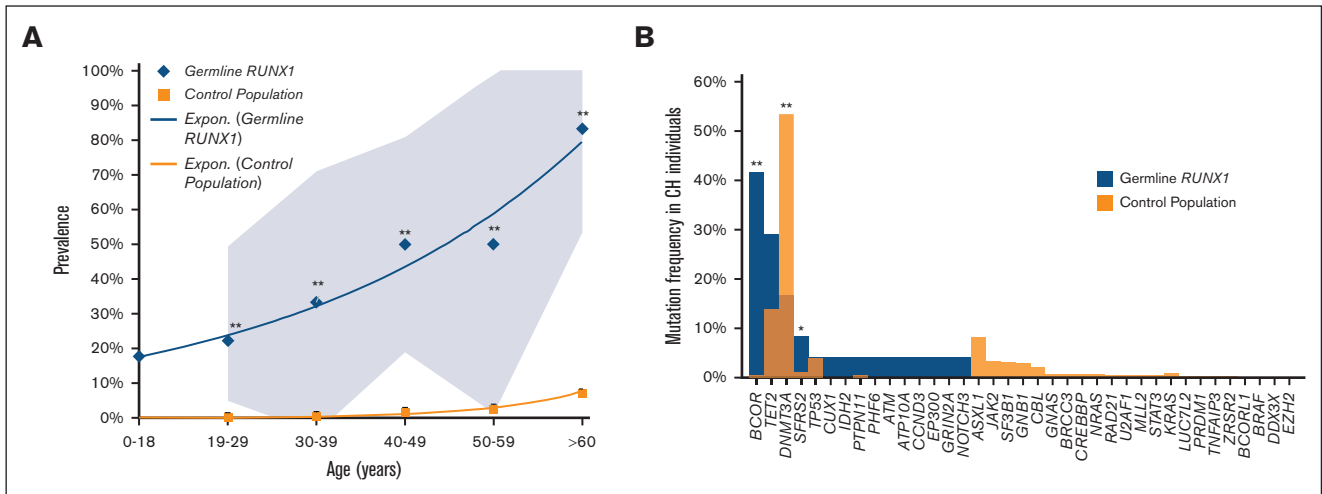 A
Prevalence
100%
90%
80%
70%
60%
50%
40%
30%
20%
10%
0%
Germline RUNX1
Control Population
Expon. (Germline
RUNX1)
Expon. (Control
Population)
**
**
**
**
**
0-18 19-29 30-39 40-49 50-59 >60
Age (years)
B
Mutation frequency in CH individuals
60%
50%
40%
30%
20%
10%
0%
**
**
*
Germline RUNX1
Control Population
BCOR
TET2
DNMT3A
SFRS2
TP53
CUX1
IDH2
PTPN11
PHF6
ATM
ATP10A
CCND3
EP300
GRIN2A
NOTCH3
ASXL1
JAK2
SF3B1
GNB1
CBL
GNAS
BRCC3
CREBBP
NRAS
RAD21
U2AF1
MLL2
STAT3
KRAS
LUC7L2
PRDM1
TNFAIP3
ZRSR2
BCORL1
BRAF
DDX3X
EZH2